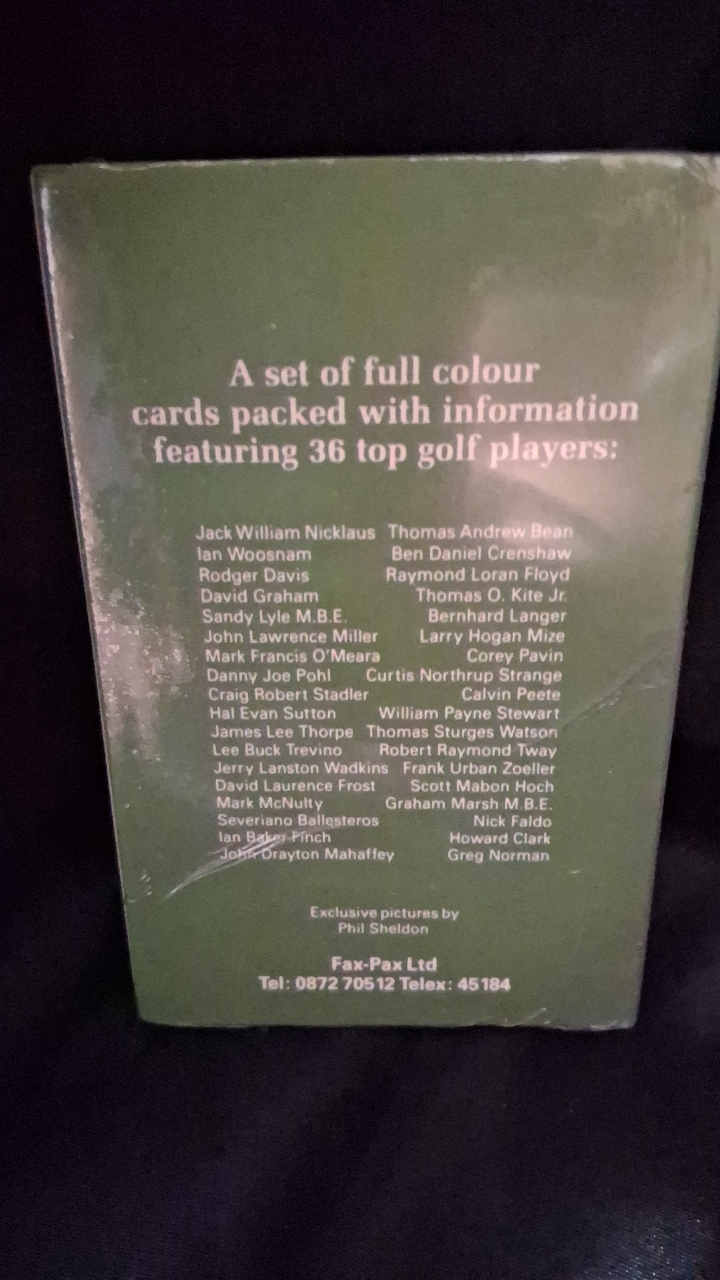 A set of full colour
cards packed with information
featuring 36 top golf players:
Jack William Nicklaus Thomas Andrew Bean
Ian Woosnam Ben Daniel Crenshaw
Rodger Davis Raymond Loran Floyd
David Graham Thomas O. Kite Jr.
Sandy Lyle M.B.E. Bernhard Langer
John Lawrence Miller Larry Hogan Mize
Mark Francis O'Meara Corey Pavin
Danny Joe Pohl Curtis Northrup Strange
Craig Robert Stadler Calvin Peete
Hal Evan Sutton William Payne Stewart
James Lee Thorpe Thomas Sturges Watson
Lee Buck Trevino Robert Raymond Tway
Jerry Lanston Wadkins Frank Urban Zoeller
David Laurence Frost Scott Mabon Hoch
Mark McNulty Graham Marsh M.B.E.
Severiano Ballesteros Nick Faldo
Ian Baker Finch Howard Clark
John Drayton Mahaffey Greg Norman
Exclusive pictures by
Phil Sheldon
Fax-Pax Ltd
Tel: 0872 70512 Telex: 45184